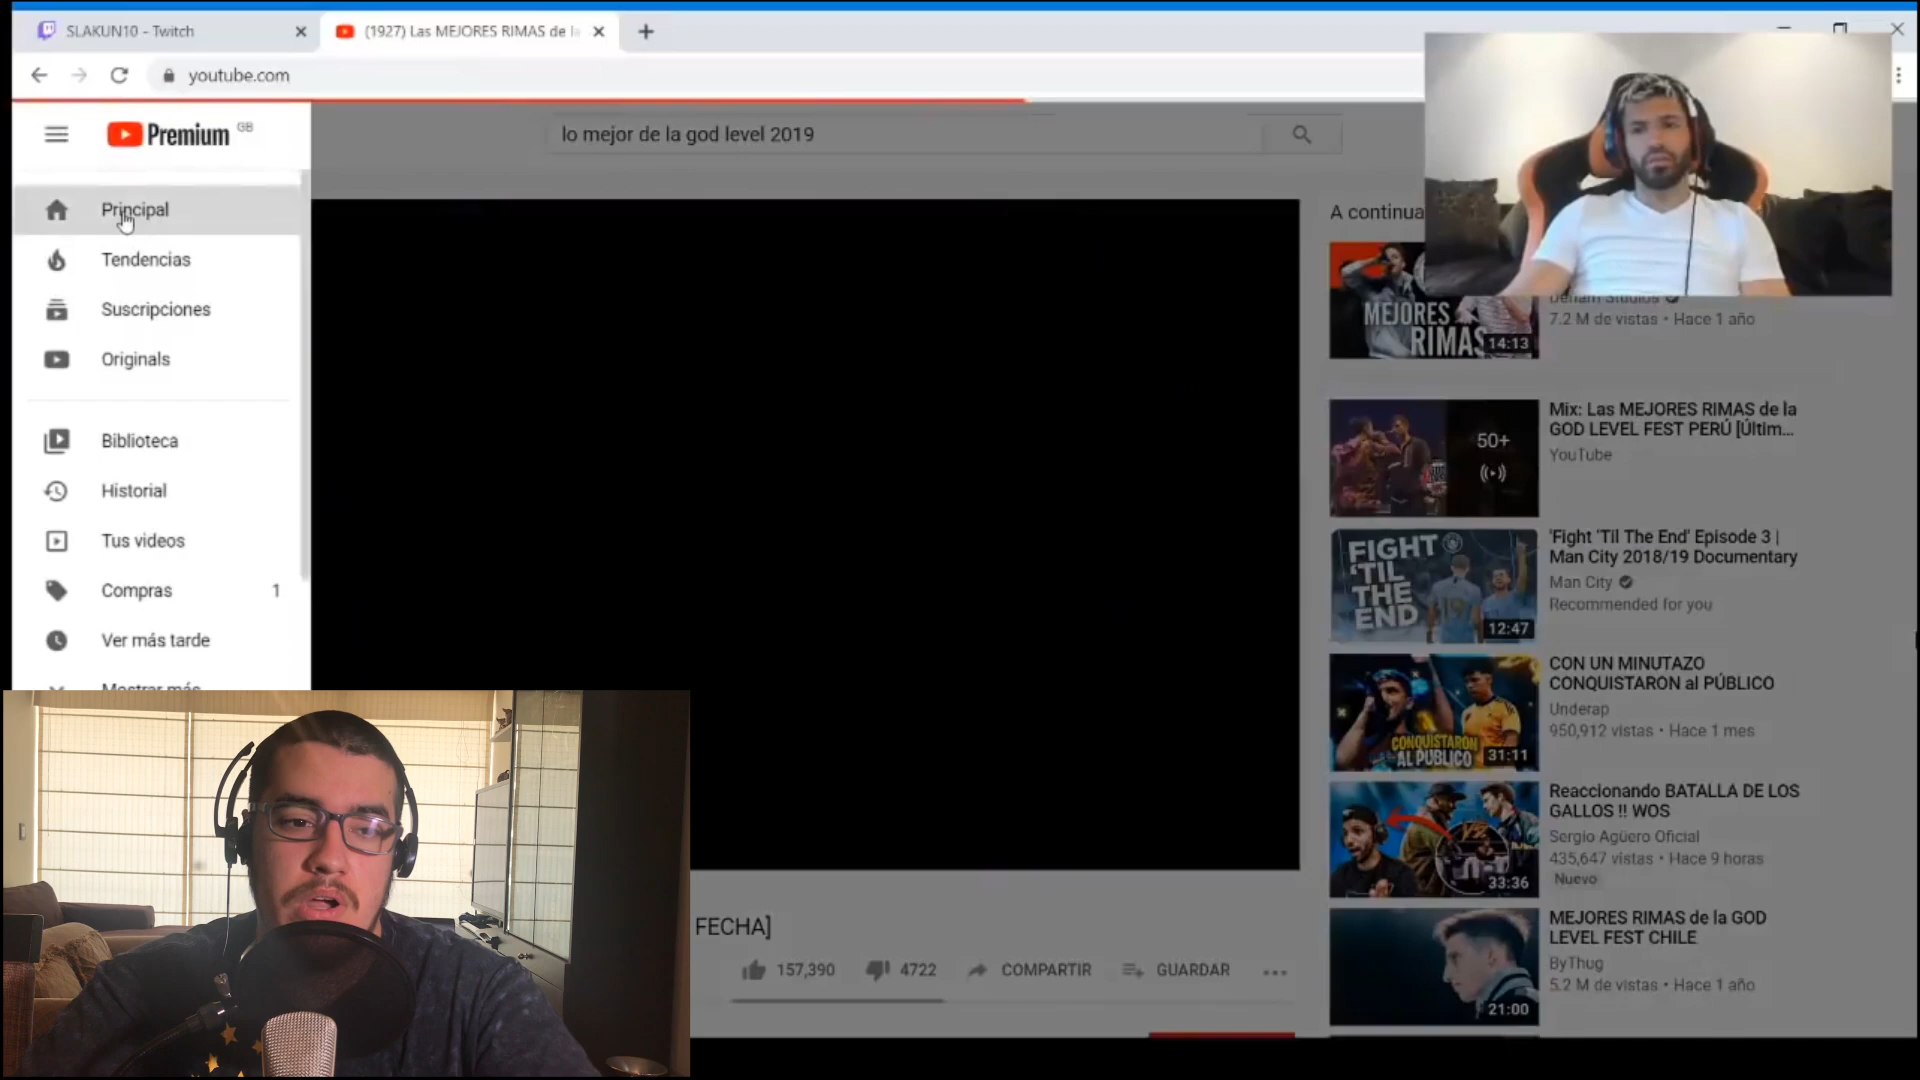 SLAKUN10 - Twitch
(1927) Las MEJORES RIMAS de la
youtube.com
Premium GB
lo mejor de la god level 2019
Principal
Tendencias
Suscripciones
Originals
Biblioteca
Historial
Tus videos
Compras 1
Ver más tarde
Mostrar más
FECHA]
157,390
4722
COMPARTIR
GUARDAR
A continua
MEJORES
RIMAS
14:13
Derham Studios
7.2 M de vistas • Hace 1 año
50+
Mix: Las MEJORES RIMAS de la
GOD LEVEL FEST PERÚ [Últim...
YouTube
FIGHT
'TIL
THE
END
12:47
'Fight 'Til The End' Episode 3 |
Man City 2018/19 Documentary
Man City
Recommended for you
CONQUISTARON
AL PUBLICO
31:11
CON UN MINUTAZO
CONQUISTARON al PÚBLICO
Underap
950,912 vistas • Hace 1 mes
VS
33:36
Reaccionando BATALLA DE LOS
GALLOS !! WOS
Sergio Agüero Oficial
435,647 vistas • Hace 9 horas
Nuevo
21:00
MEJORES RIMAS de la GOD
LEVEL FEST CHILE
ByThug
5.2 M de vistas • Hace 1 año